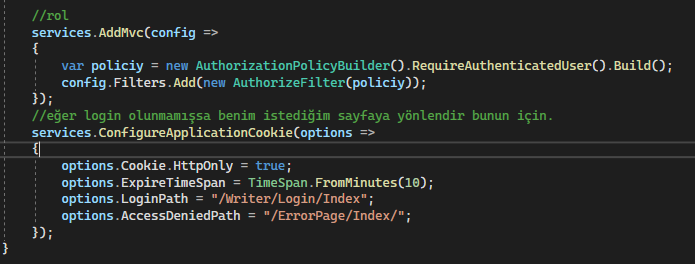 //rol
services.AddMvc(config =>
{
var policiy = new AuthorizationPolicyBuilder().RequireAuthenticatedUser().Build();
config.Filters.Add(new AuthorizeFilter(policiy));
});
//eğer login olunmamışsa benim istediğim sayfaya yönlendir bunun için.
services.ConfigureApplicationCookie(options =>
{
options.Cookie.HttpOnly = true;
options.ExpireTimeSpan = TimeSpan.FromMinutes(10);
options.LoginPath = "/Writer/Login/Index";
options.AccessDeniedPath = "/ErrorPage/Index/";
});
}